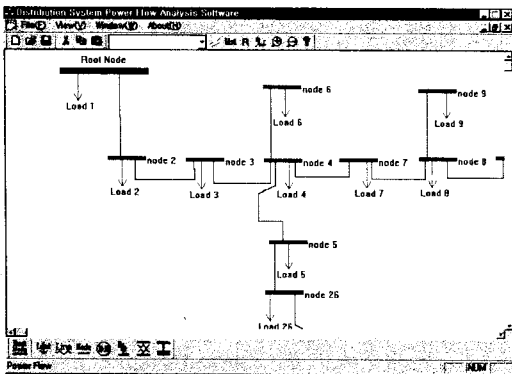 Distribution System Power Flow Analysis Software
File(F) View(V) Window(W) About(H)
Root Node
Load 1
node 6
Load 6
node 9
Load 9
node 2
Load 2
node 3
Load 3
node 4
Load 4
node 7
Load 7
node 8
Load 8
node 5
Load 5
node 26
Load 26
Power Flow
NUM